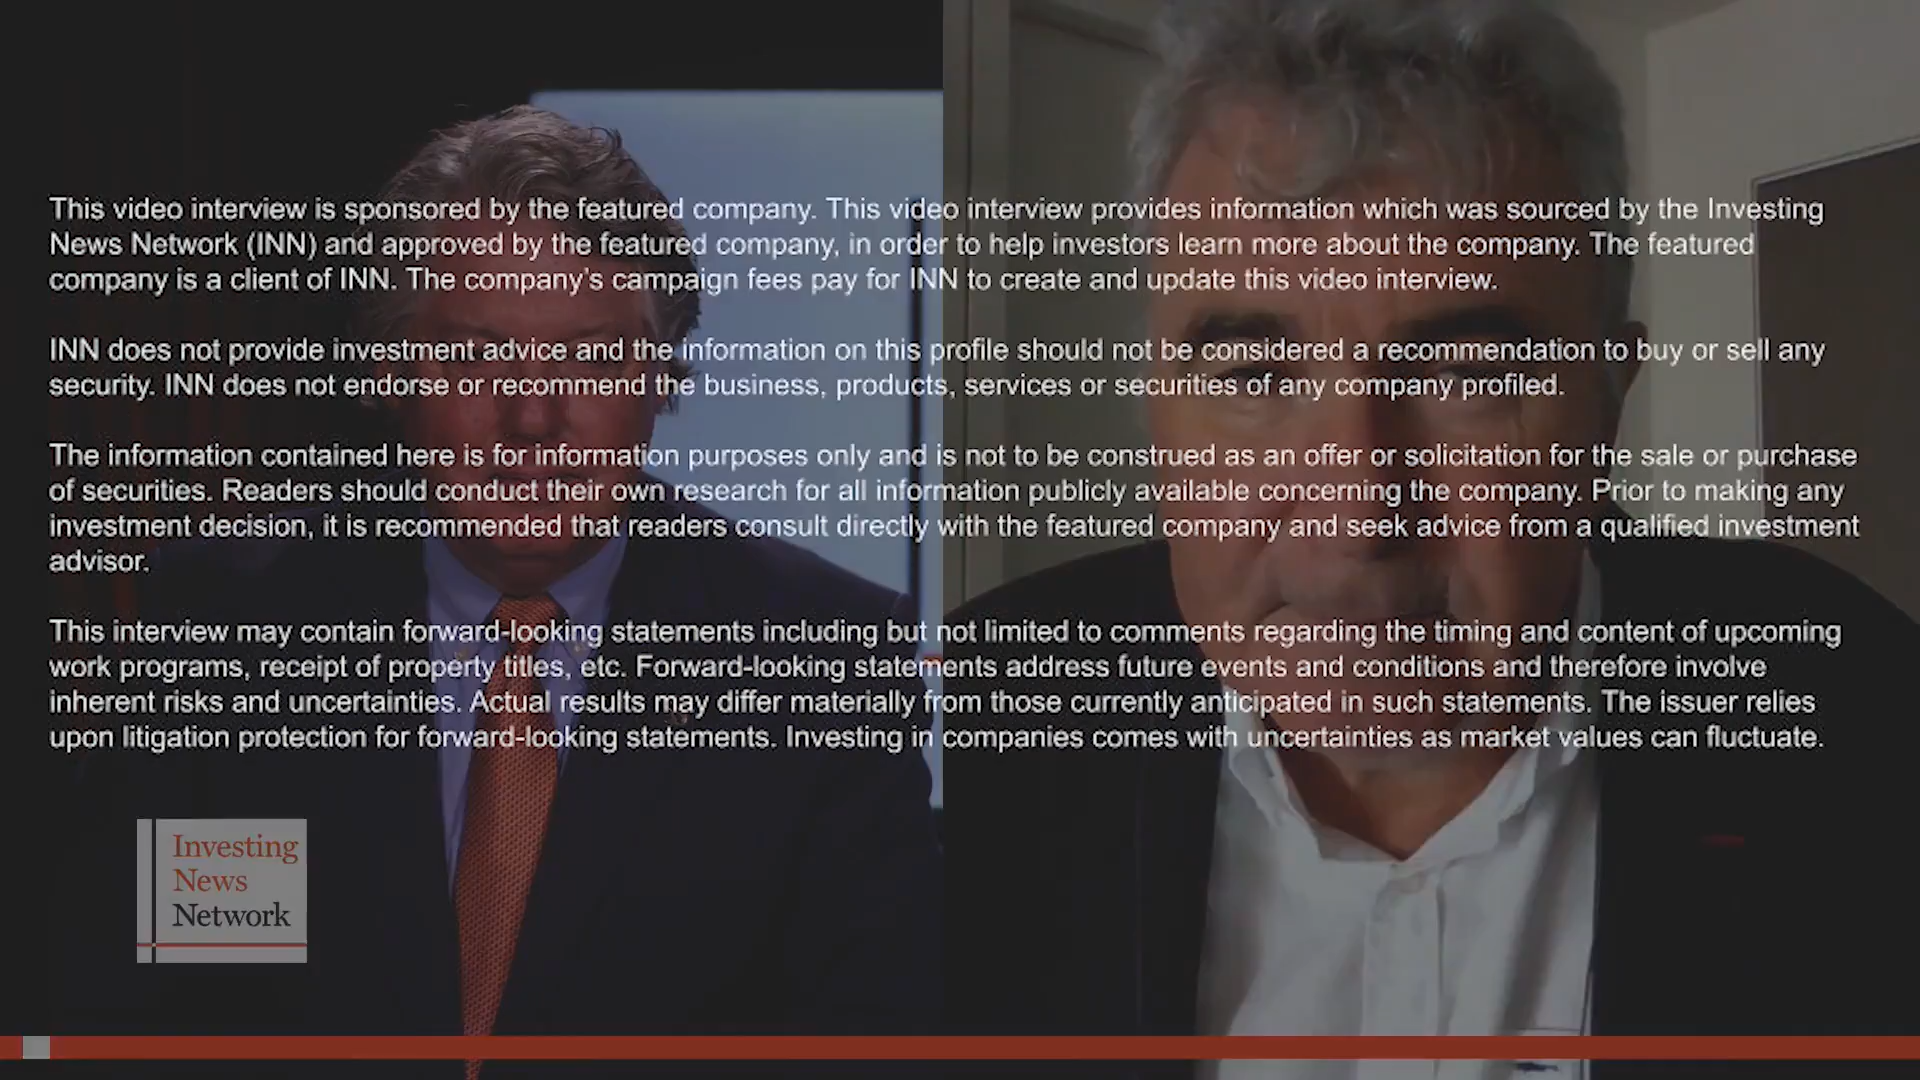 This video interview is sponsored by the featured company. This video interview provides information which was sourced by the Investing
News Network (INN) and approved by the featured company, in order to help investors learn more about the company. The featured
company is a client of INN. The company's campaign fees pay for INN to create and update this video interview.
INN does not provide investment advice and the information on this profile should not be considered a recommendation to buy or sell any
security. INN does not endorse or recommend the business, products, services or securities of any company profiled.
The information contained here is for information purposes only and is not to be construed as an offer or solicitation for the sale or purchase
of securities. Readers should conduct their own research for all information publicly available concerning the company. Prior to making any
investment decision, it is recommended that readers consult directly with the featured company and seek advice from a qualified investment
advisor.
This interview may contain forward-looking statements including but not limited to comments regarding the timing and content of upcoming
work programs, receipt of property titles, etc. Forward-looking statements address future events and conditions and therefore involve
inherent risks and uncertainties. Actual results may differ materially from those currently anticipated in such statements. The issuer relies
upon litigation protection for forward-looking statements. Investing in companies comes with uncertainties as market values can fluctuate.
Investing
News
Network